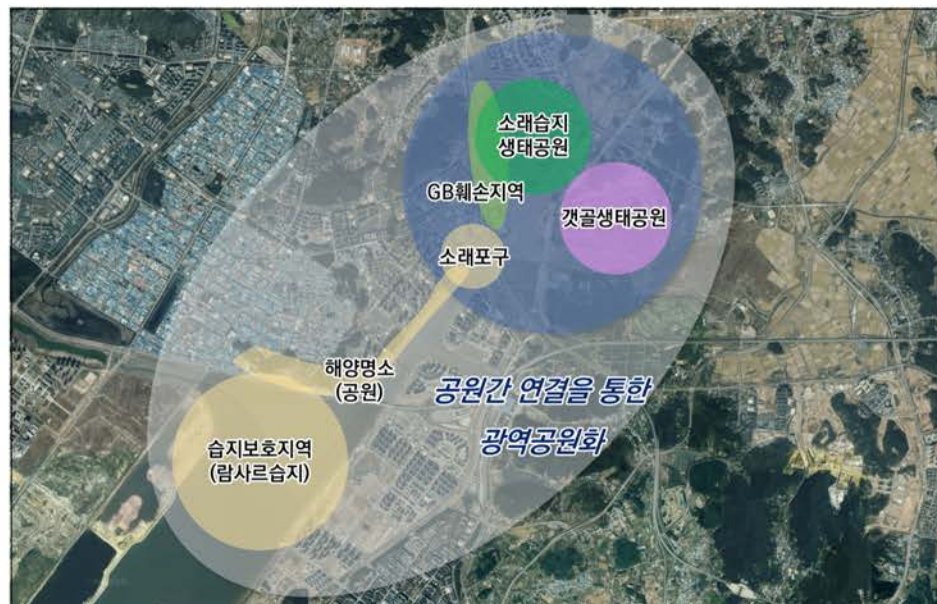 소래습지
생태공원
GB훼손지역
갯골생태공원
소래포구
해양명소
(공원)
공원간 연결을 통한
광역공원화
습지보호지역
(람사르습지)